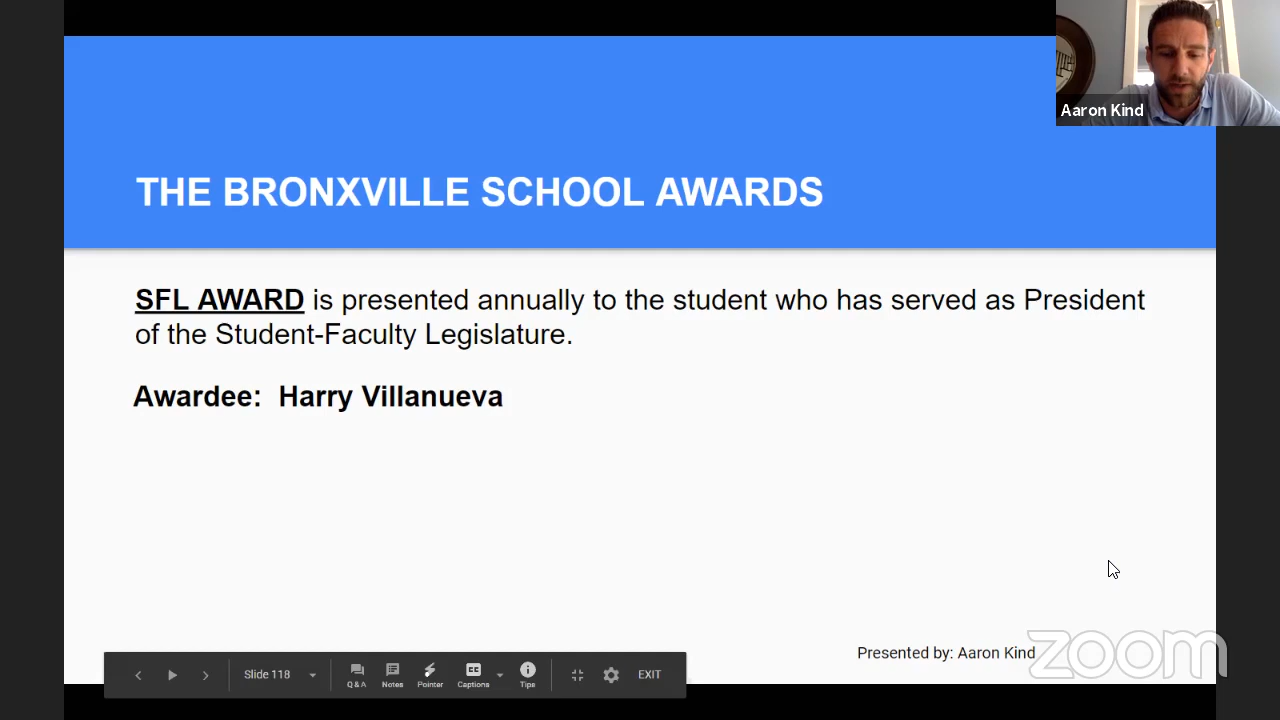 Aaron Kind
THE BRONXVILLE SCHOOL AWARDS
SFL AWARD is presented annually to the student who has served as President
of the Student-Faculty Legislature.
Awardee: Harry Villanueva
Presented by: Aaron Kind
zoom
Slide 118
Q & A
Notes
Pointer
Captions
Tips
EXIT